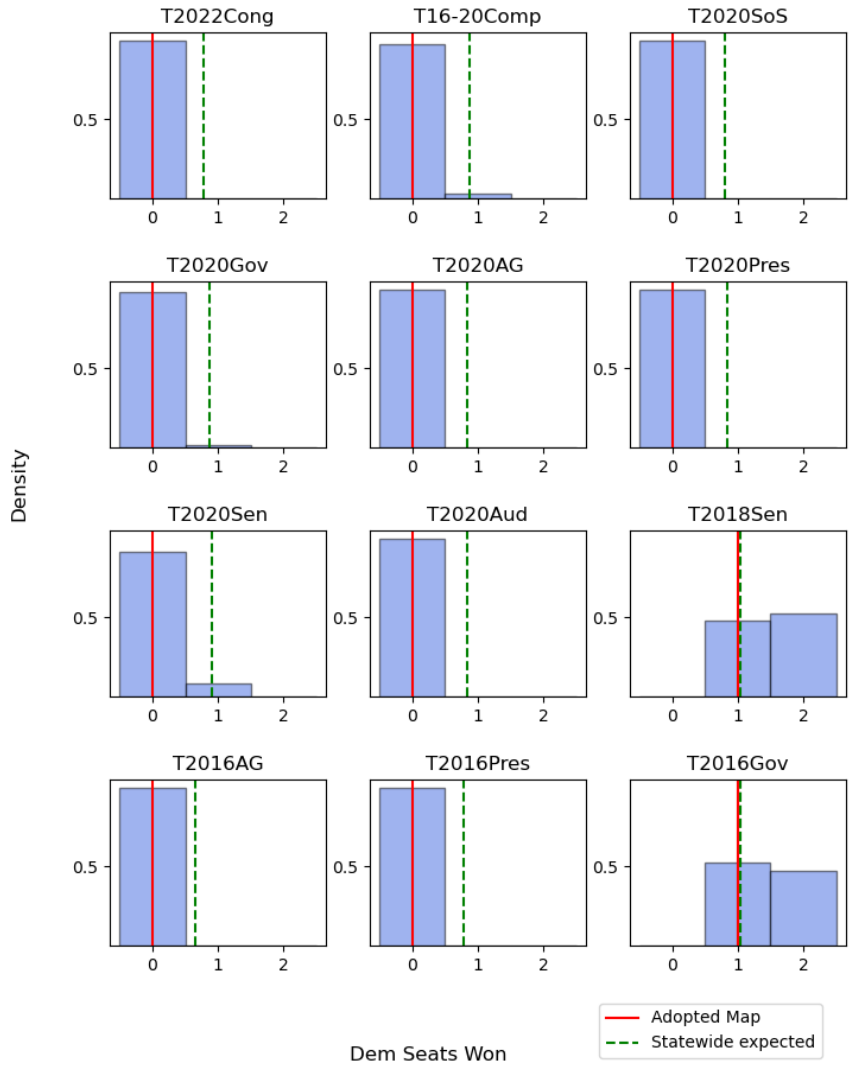 T2022Cong T16-20Comp T2020SoS
0.5 0.5 0.5
0 1 2 0 1 2 0 1 2
T2020Gov T2020AG T2020Pres
0.5 0.5 0.5
0 1 2 0 1 2 0 1 2
Density
T2020Sen T2020Aud T2018Sen
0.5 0.5 0.5
0 1 2 0 1 2 0 1 2
T2016AG T2016Pres T2016Gov
0.5 0.5 0.5
0 1 2 0 1 2 0 1 2
Adopted Map
Statewide expected
Dem Seats Won